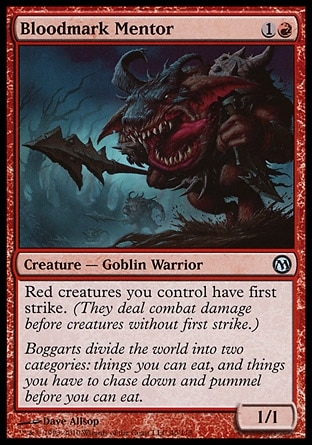 Bloodmark Mentor 1
Creature — Goblin Warrior
Red creatures you control have first
strike. (They deal combat damage
before creatures without first strike.)
Boggarts divide the world into two
categories: things you can eat, and things
you have to chase down and pummel
before you can eat.
Dave Allsop
1/1